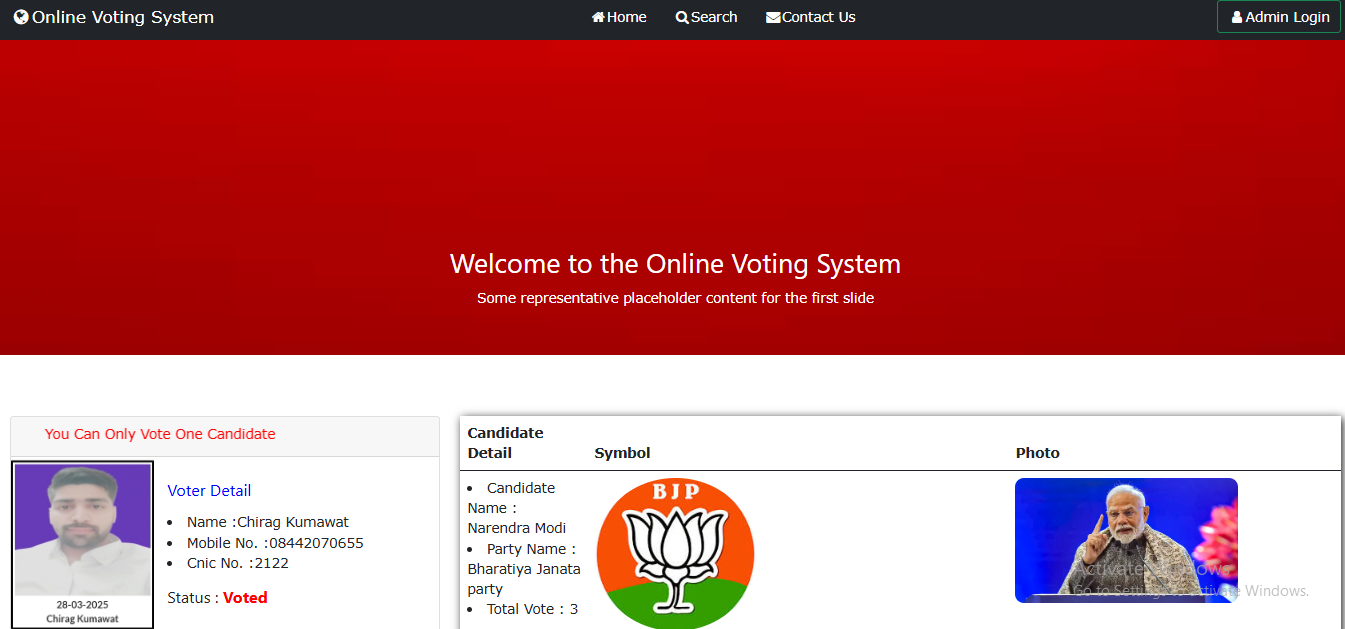 Online Voting System
Home
Search
Contact Us
Admin Login
Welcome to the Online Voting System
Some representative placeholder content for the first slide
You Can Only Vote One Candidate
28-03-2025
Chirag Kumawat
Voter Detail
Name :Chirag Kumawat
Mobile No. :08442070655
Cnic No. :2122
Status : Voted
Candidate
Detail
Symbol
Photo
Candidate
Name :
Narendra Modi
Party Name :
Bharatiya Janata
party
Total Vote : 3
BJP
Activate Windows
Go to Settings to activate Windows.